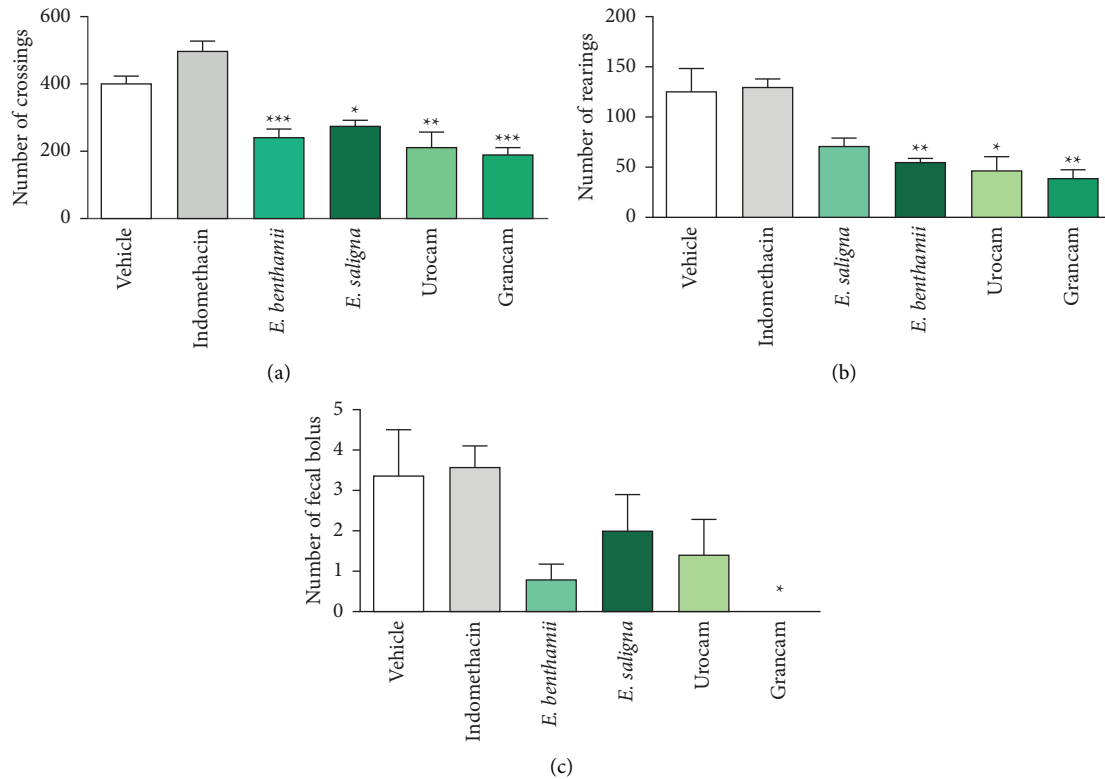 600
400
200
0
Number of crossings
***
*
**
***
Vehicle
Indomethacin
E. benthamii
E. saligna
Urocam
Grancam
(a)
200
150
100
50
0
Number of rearings
**
*
**
Vehicle
Indomethacin
E. saligna
E. benthamii
Urocam
Grancam
(b)
5
4
3
2
1
0
Number of fecal bolus
*
Vehicle
Indomethacin
E. benthamii
E. saligna
Urocam
Grancam
(c)